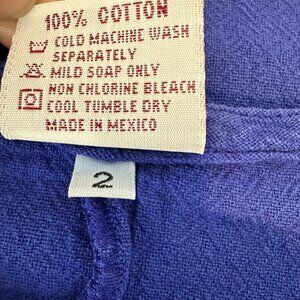 100% COTTON
COLD MACHINE WASH
SEPARATELY
MILD SOAP ONLY
NON CHLORINE BLEACH
COOL TUMBLE DRY
MADE IN MEXICO
2